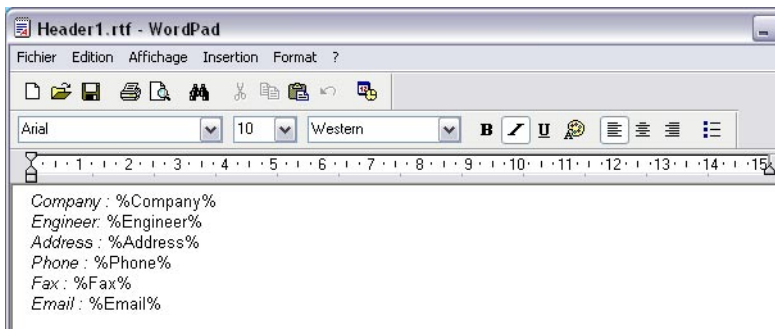 Header1.rtf - WordPad
Fichier Edition Affichage Insertion Format ?
Arial 10 Western B I U
1 2 3 4 5 6 7 8 9 10 11 12 13 14 15
Company : %Company%
Engineer: %Engineer%
Address : %Address%
Phone : %Phone%
Fax : %Fax%
Email : %Email%